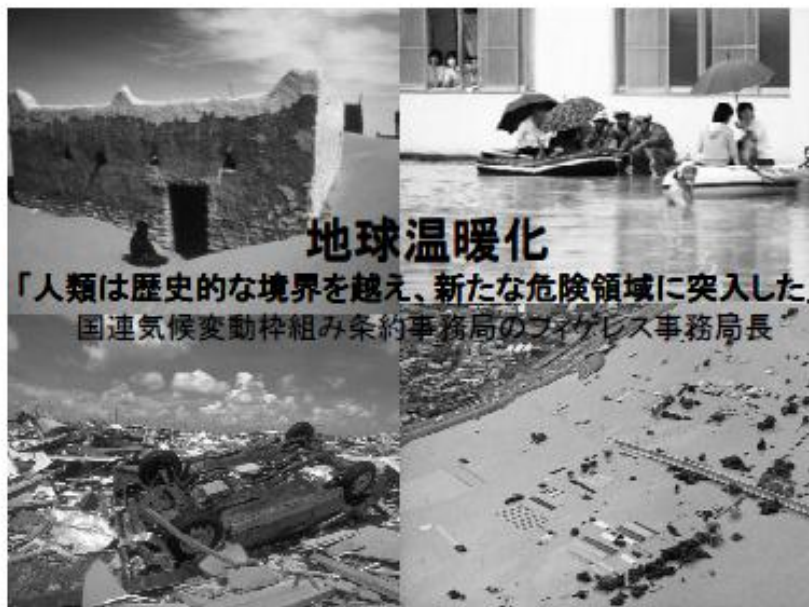 地球温暖化
「人類は歴史的な境界を越え、新たな危険領域に突入した
国連気候変動枠組み条約事務局のフィゲレス事務局長